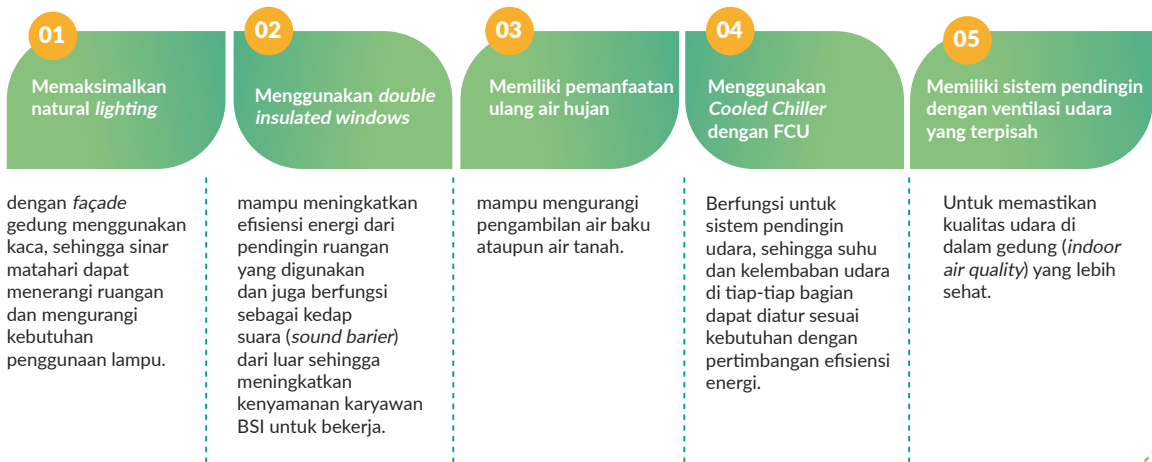 01
Memaksimalkan
natural lighting
dengan façade
gedung menggunakan
kaca, sehingga sinar
matahari dapat
menerangi ruangan
dan mengurangi
kebutuhan
penggunaan lampu.
02
Menggunakan double
insulated windows
mampu meningkatkan
efisiensi energi dari
pendingin ruangan
yang digunakan
dan juga berfungsi
sebagai kedap
suara (sound barier)
dari luar sehingga
meningkatkan
kenyamanan karyawan
BSI untuk bekerja.
03
Memiliki pemanfaatan
ulang air hujan
mampu mengurangi
pengambilan air baku
ataupun air tanah.
04
Menggunakan
Cooled Chiller
dengan FCU
Berfungsi untuk
sistem pendingin
udara, sehingga suhu
dan kelembaban udara
di tiap-tiap bagian
dapat diatur sesuai
kebutuhan dengan
pertimbangan efisiensi
energi.
05
Memiliki sistem pendingin
dengan ventilasi udara
yang terpisah
Untuk memastikan
kualitas udara di
dalam gedung (indoor
air quality) yang lebih
sehat.